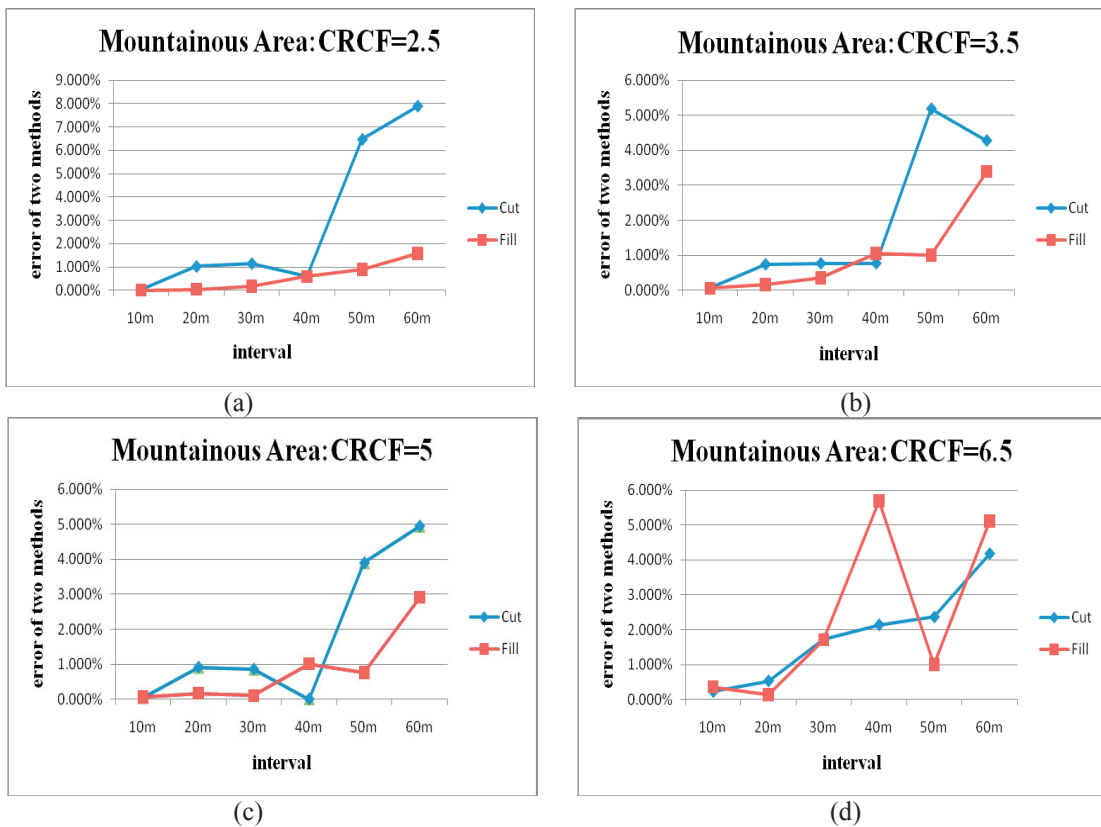 Mountainous Area: CRCF=2.5
error of two methods
9.000%
8.000%
7.000%
6.000%
5.000%
4.000%
3.000%
2.000%
1.000%
0.000%
10m 20m 30m 40m 50m 60m
interval
Cut
Fill
(a)
Mountainous Area: CRCF=3.5
error of two methods
6.000%
5.000%
4.000%
3.000%
2.000%
1.000%
0.000%
10m 20m 30m 40m 50m 60m
interval
Cut
Fill
(b)
Mountainous Area: CRCF=5
error of two methods
6.000%
5.000%
4.000%
3.000%
2.000%
1.000%
0.000%
10m 20m 30m 40m 50m 60m
interval
Cut
Fill
(c)
Mountainous Area: CRCF=6.5
error of two methods
6.000%
5.000%
4.000%
3.000%
2.000%
1.000%
0.000%
10m 20m 30m 40m 50m 60m
interval
Cut
Fill
(d)